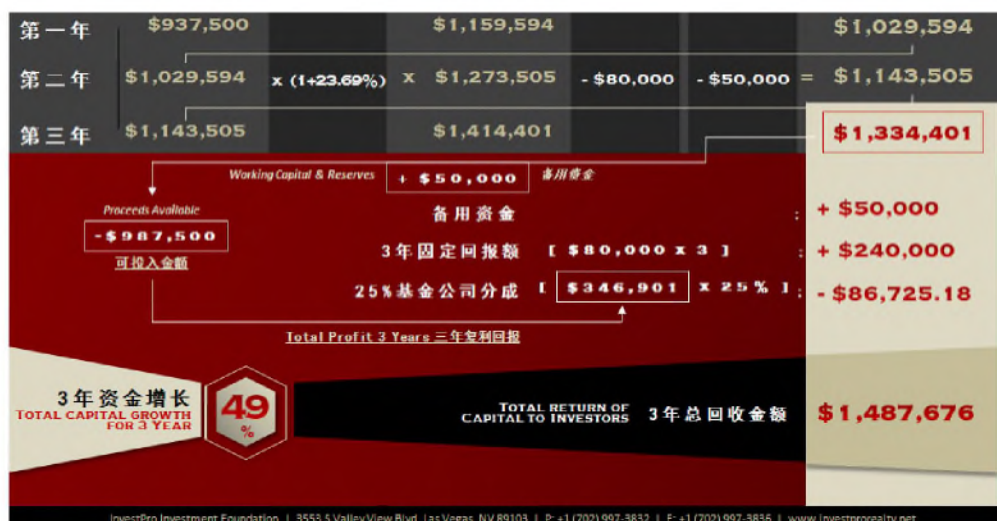 第一年 $937,500 $1,159,594 $1,029,594
第二年 $1,029,594 x (1+23.69%) x $1,273,505 - $80,000 - $50,000 = $1,143,505
第三年 $1,143,505 $1,414,401 $1,334,401
Working Capital & Reserves + $50,000 备用资金
Proceeds Available
-$987,500
可投入金额
备用资金 : + $50,000
3年固定回报额 [ $80,000 x 3 ] : + $240,000
25%基金公司分成 [ $346,901 x 25% ] : - $86,725.18
Total Profit 3 Years 三年复利回报
3年资金增长
TOTAL CAPITAL GROWTH
FOR 3 YEAR
49
%
TOTAL RETURN OF
CAPITAL TO INVESTORS
3年总回收金额
$1,487,676
InvestPro Investment Foundation | 3553 S Valley View Blvd, Las Vegas, NV 89103 | P: +1 (702) 997-3832 | F: +1 (702) 997-3836 | www.investprorealty.net